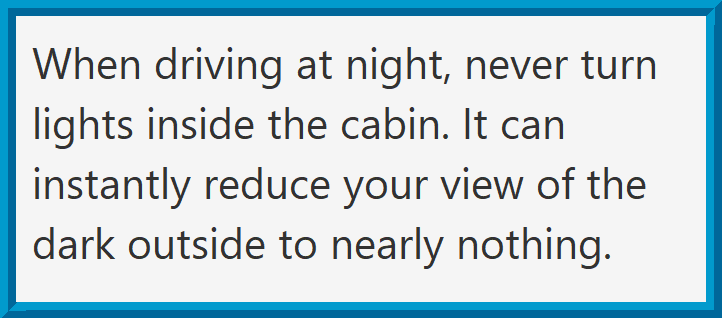 When driving at night, never turn
lights inside the cabin. It can
instantly reduce your view of the
dark outside to nearly nothing.